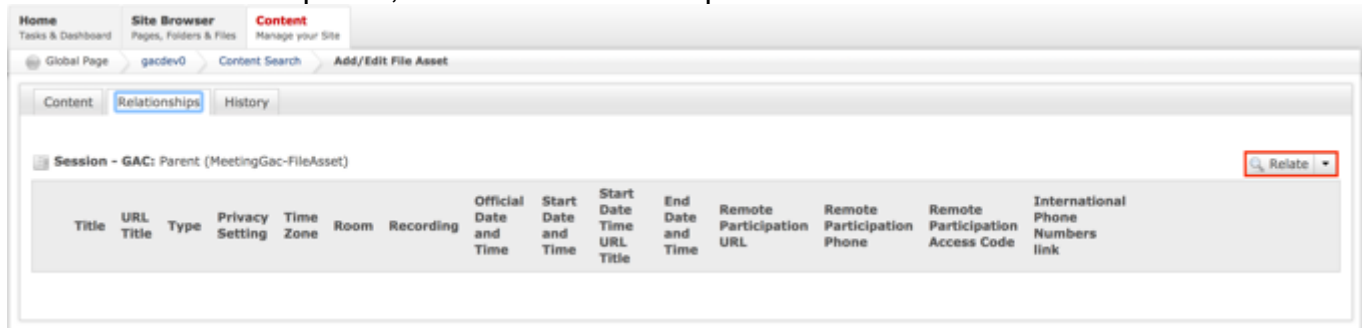 Home Site Browser Content
Tasks & Dashboard Pages, Folders & Files Manage your Site
Global Page gacdev0 Content Search Add/Edit File Asset
Content Relationships History
Session - GAC: Parent (MeetingGac-FileAsset) Relate
Title
URL Title
Type
Privacy Setting
Time Zone
Room
Recording
Official Date and Time
Start Date and Time
Start Date Time URL Title
End Date and Time
Remote Participation URL
Remote Participation Phone
Remote Participation Access Code
International Phone Numbers link